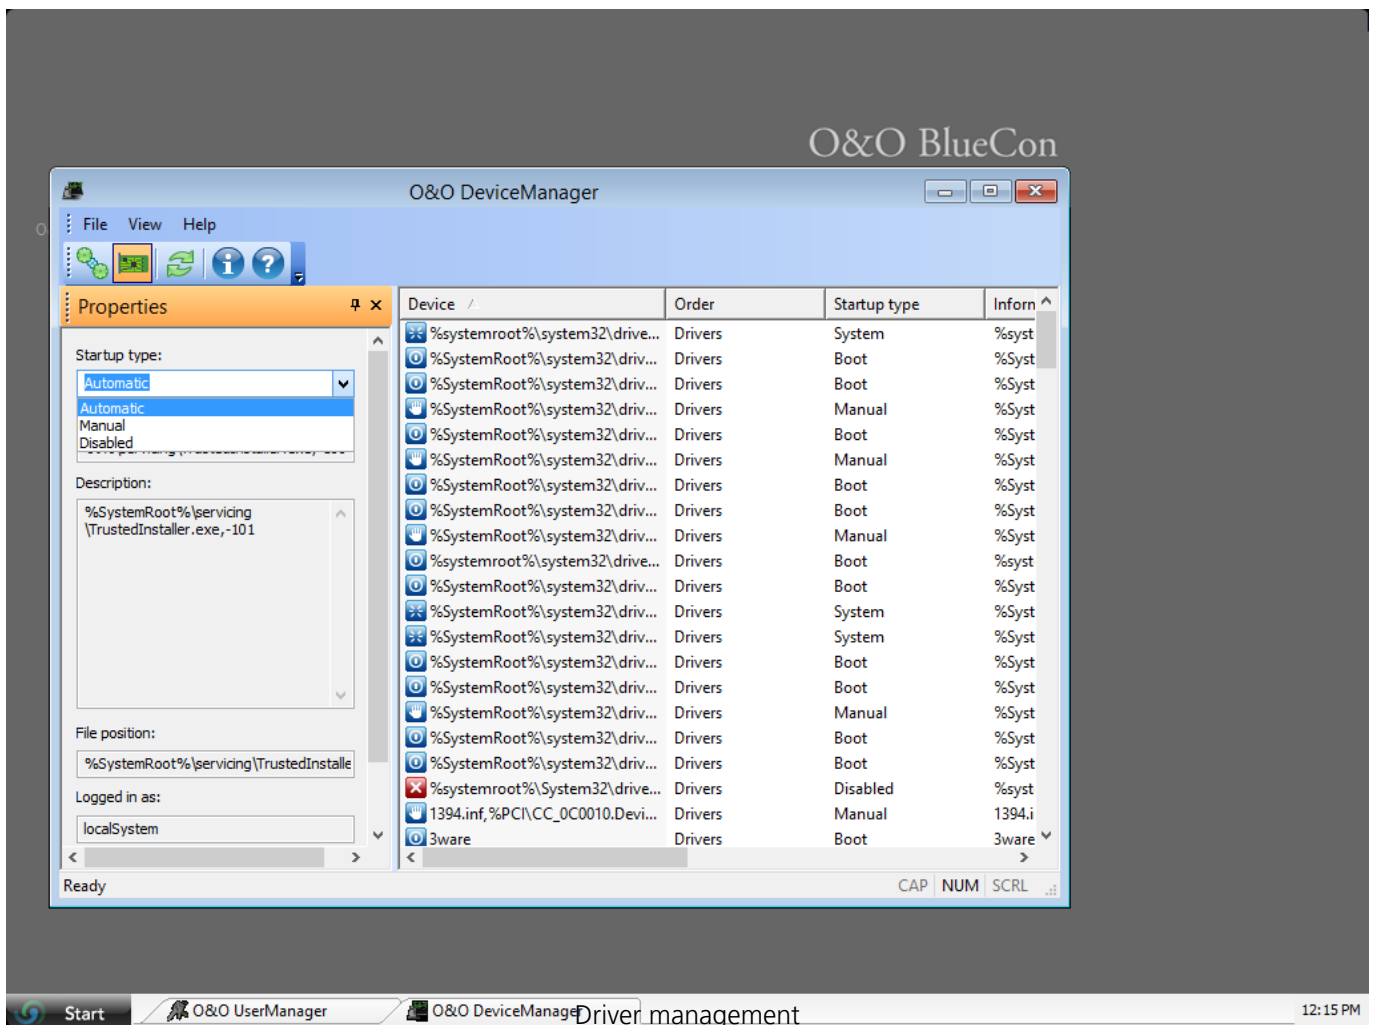 O&O BlueCon
O&O DeviceManager
File View Help
Properties
Startup type:
Automatic
Automatic
Manual
Disabled
Description:
%SystemRoot%\servicing
\TrustedInstaller.exe,-101
File position:
%SystemRoot%\servicing\TrustedInstalle
Logged in as:
localSystem
Device Order Startup type Inforn
%systemroot%\system32\drive... Drivers System %syst
%SystemRoot%\system32\driv... Drivers Boot %Syst
%SystemRoot%\system32\driv... Drivers Boot %Syst
%SystemRoot%\system32\driv... Drivers Manual %Syst
%SystemRoot%\system32\driv... Drivers Boot %Syst
%SystemRoot%\system32\driv... Drivers Manual %Syst
%SystemRoot%\system32\driv... Drivers Boot %Syst
%SystemRoot%\system32\driv... Drivers Boot %Syst
%SystemRoot%\system32\driv... Drivers Manual %Syst
%systemroot%\system32\drive... Drivers Boot %syst
%SystemRoot%\system32\driv... Drivers Boot %Syst
%SystemRoot%\system32\driv... Drivers System %Syst
%SystemRoot%\system32\driv... Drivers System %Syst
%SystemRoot%\system32\driv... Drivers Boot %Syst
%SystemRoot%\system32\driv... Drivers Boot %Syst
%SystemRoot%\system32\driv... Drivers Manual %Syst
%SystemRoot%\system32\driv... Drivers Boot %Syst
%SystemRoot%\system32\driv... Drivers Boot %Syst
%systemroot%\System32\drive... Drivers Disabled %syst
1394.inf,%PCI\CC_0C0010.Devi... Drivers Manual 1394.i
3ware Drivers Boot 3ware
Ready CAP NUM SCRL
Start O&O UserManager O&O DeviceManager 12:15 PM
Driver management